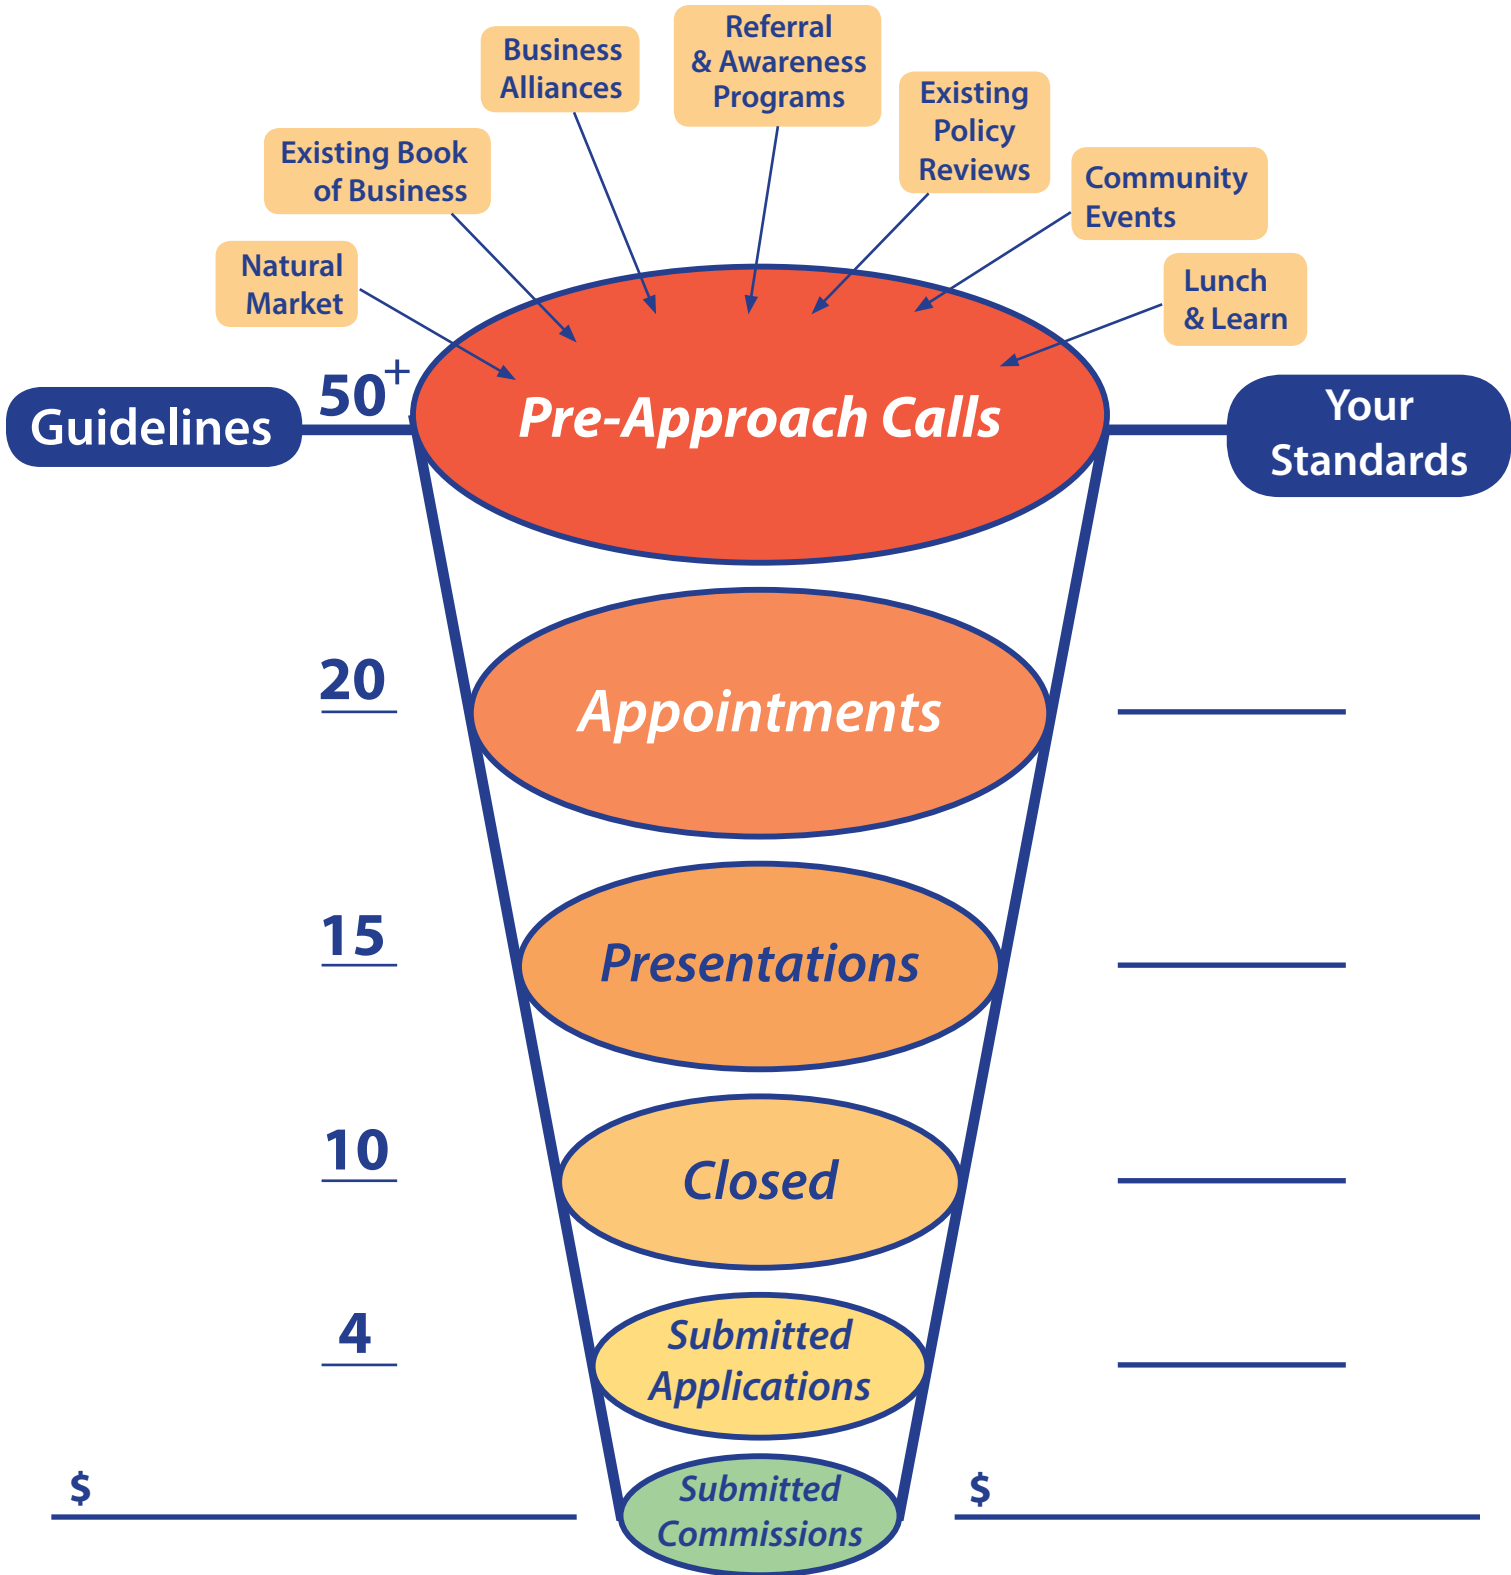 Referral
& Awareness
Programs
Business
Alliances
Existing
Policy
Reviews
Existing Book
of Business
Community
Events
Natural
Market
Lunch
& Learn
Guidelines
50+
Pre-Approach Calls
Your
Standards
20
Appointments
15
Presentations
10
Closed
4
Submitted
Applications
$
Submitted
Commissions
$